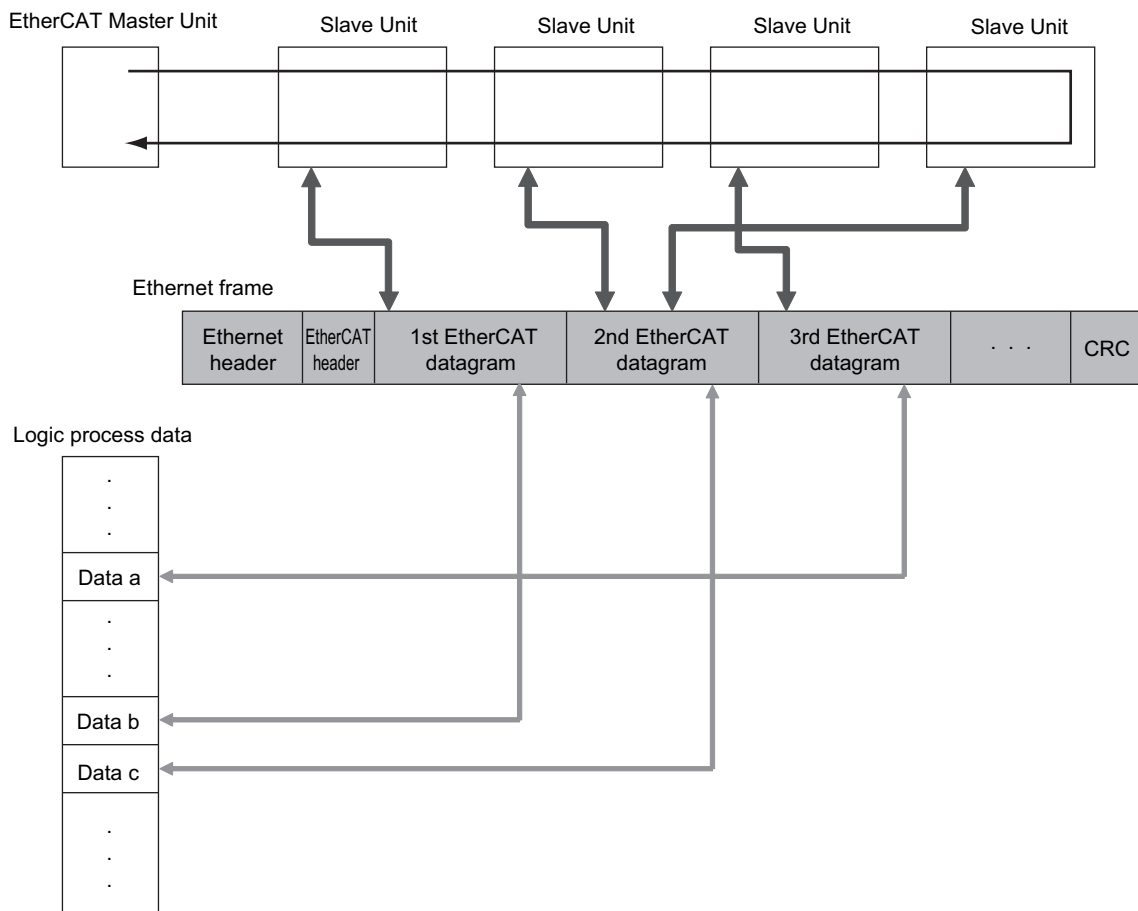 EtherCAT Master Unit
Slave Unit
Slave Unit
Slave Unit
Slave Unit
Ethernet frame
Ethernet
header
EtherCAT
header
1st EtherCAT
datagram
2nd EtherCAT
datagram
3rd EtherCAT
datagram
· · ·
CRC
Logic process data
·
·
·
Data a
·
·
·
Data b
Data c
·
·
·